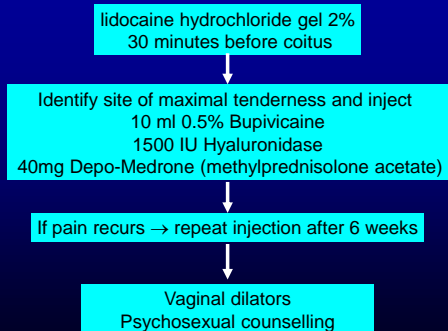 lidocaine hydrochloride gel 2%
30 minutes before coitus
Identify site of maximal tenderness and inject
10 ml 0.5% Bupivicaine
1500 IU Hyaluronidase
40mg Depo-Medrone (methylprednisolone acetate)
If pain recurs → repeat injection after 6 weeks
Vaginal dilators
Psychosexual counselling